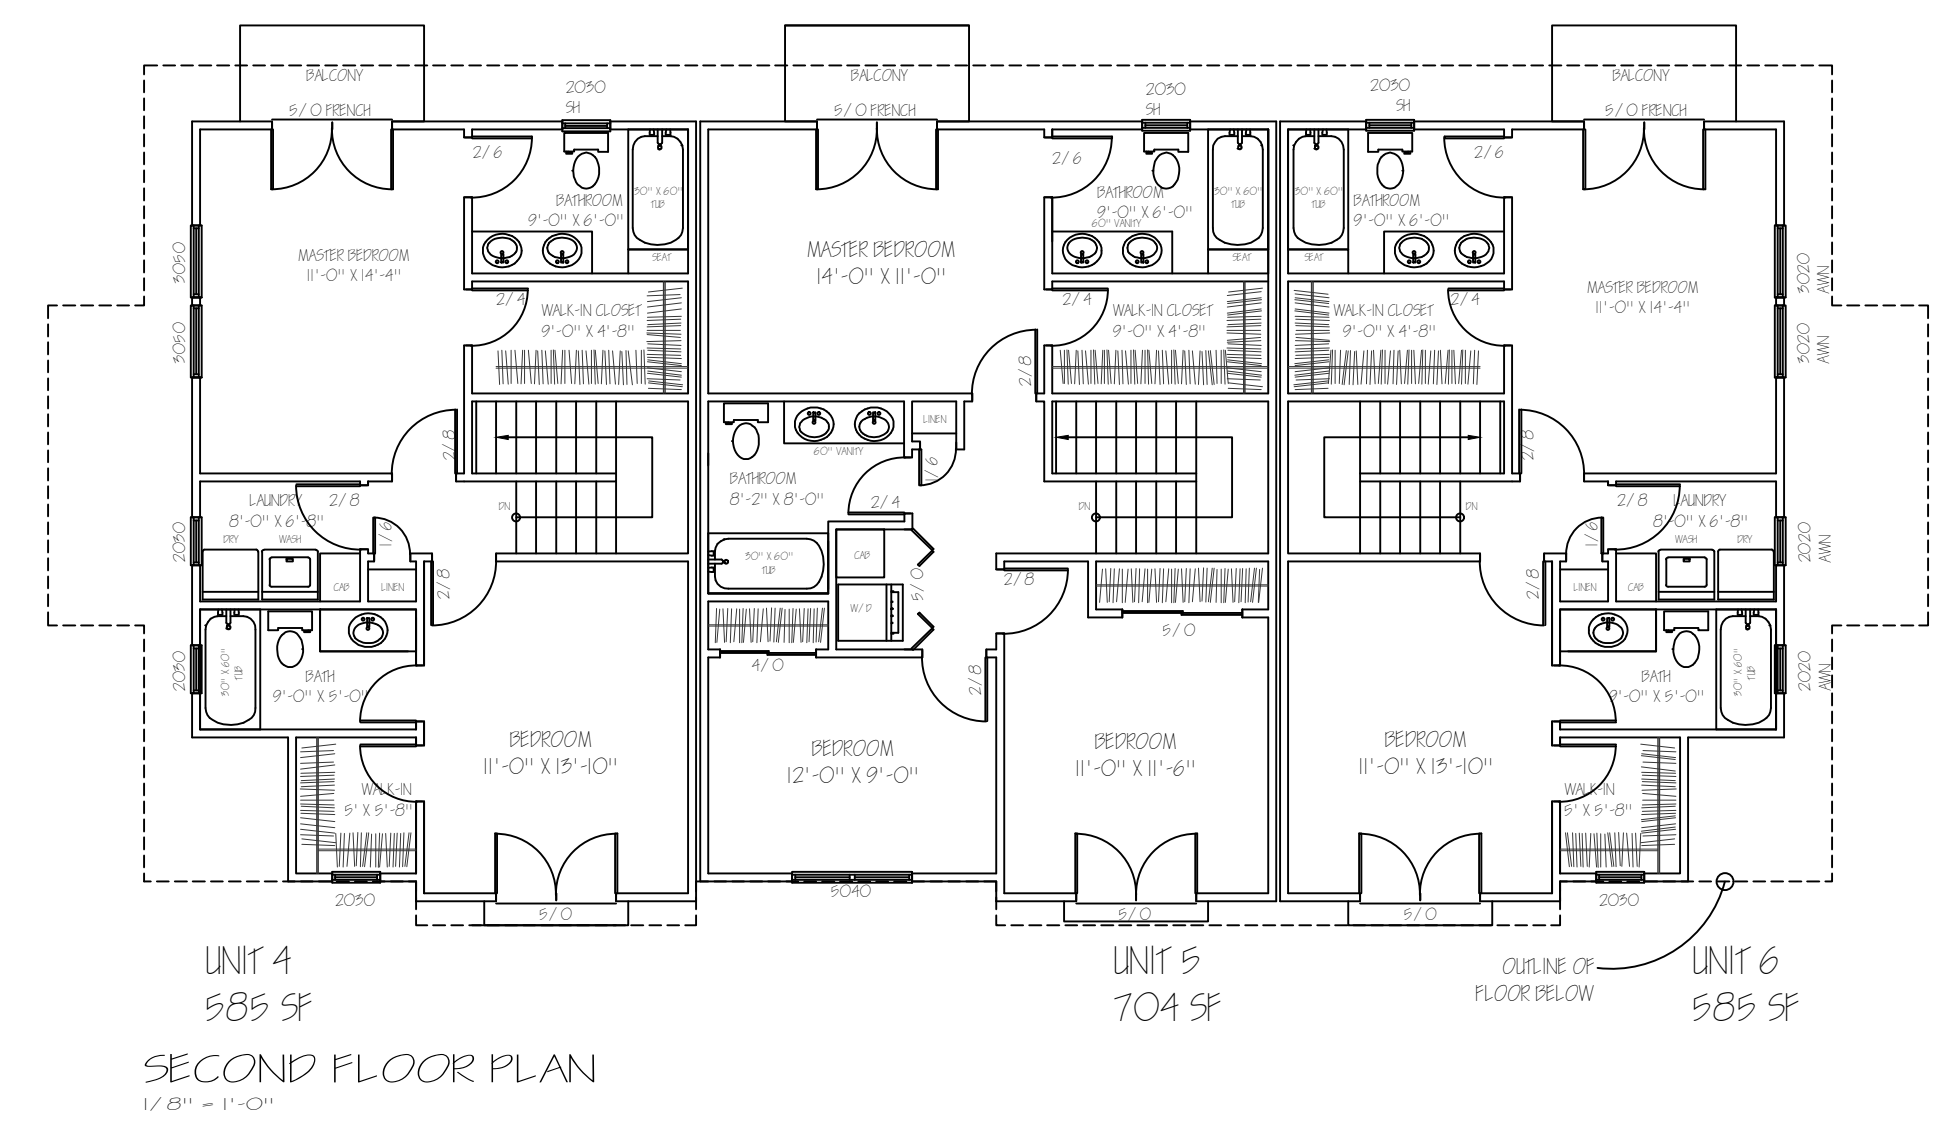 BALCONY
5/0 FRENCH
2030
SH
BALCONY
5/0 FRENCH
2030
SH
2030
SH
BALCONY
5/0 FRENCH
2/6
BATHROOM
9'-0" X 6'-0"
30" X 60"
TUB
SEAT
3050
3050
MASTER BEDROOM
11'-0" X 14'-4"
2/4
WALK-IN CLOSET
9'-0" X 4'-8"
2/8
DN
LAUNDRY
8'-0" X 6'-8"
2/8
1/6
2030
DRY
WASH
CAB
LINEN
2/8
2030
30" X 60"
TUB
BATH
9'-0" X 5'-0"
WALK-IN
5' X 5'-8"
BEDROOM
11'-0" X 13'-10"
2030
5/0
MASTER BEDROOM
14'-0" X 11'-0"
2/6
BATHROOM
9'-0" X 6'-0"
60" VANITY
30" X 60"
TUB
SEAT
2/4
WALK-IN CLOSET
9'-0" X 4'-8"
2/8
LINEN
1/6
60" VANITY
BATHROOM
8'-2" X 8'-0"
2/4
DN
30" X 60"
TUB
CAB
5/0
W/D
2/8
5/0
4/0
2/8
BEDROOM
12'-0" X 9'-0"
BEDROOM
11'-0" X 11'-6"
5040
5/0
30" X 60"
TUB
BATHROOM
9'-0" X 6'-0"
2/6
SEAT
WALK-IN CLOSET
9'-0" X 4'-8"
2/4
MASTER BEDROOM
11'-0" X 14'-4"
3020
AWN
3020
AWN
2/8
DN
2/8
LAUNDRY
8'-0" X 6'-8"
1/6
WASH
DRY
2020
AWN
2/8
LINEN
CAB
BATH
9'-0" X 5'-0"
30" X 60"
TUB
2020
AWN
BEDROOM
11'-0" X 13'-10"
WALK-IN
5' X 5'-8"
5/0
2030
UNIT 4
585 SF
UNIT 5
704 SF
OUTLINE OF
FLOOR BELOW
UNIT 6
585 SF
SECOND FLOOR PLAN
1/8" = 1'-0"